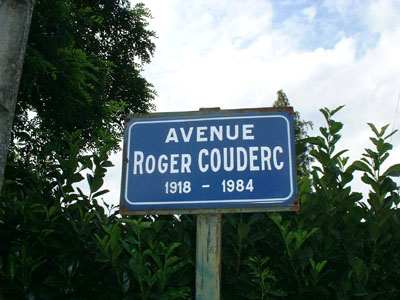 AVENUE
ROGER COUDERC
1918 - 1984